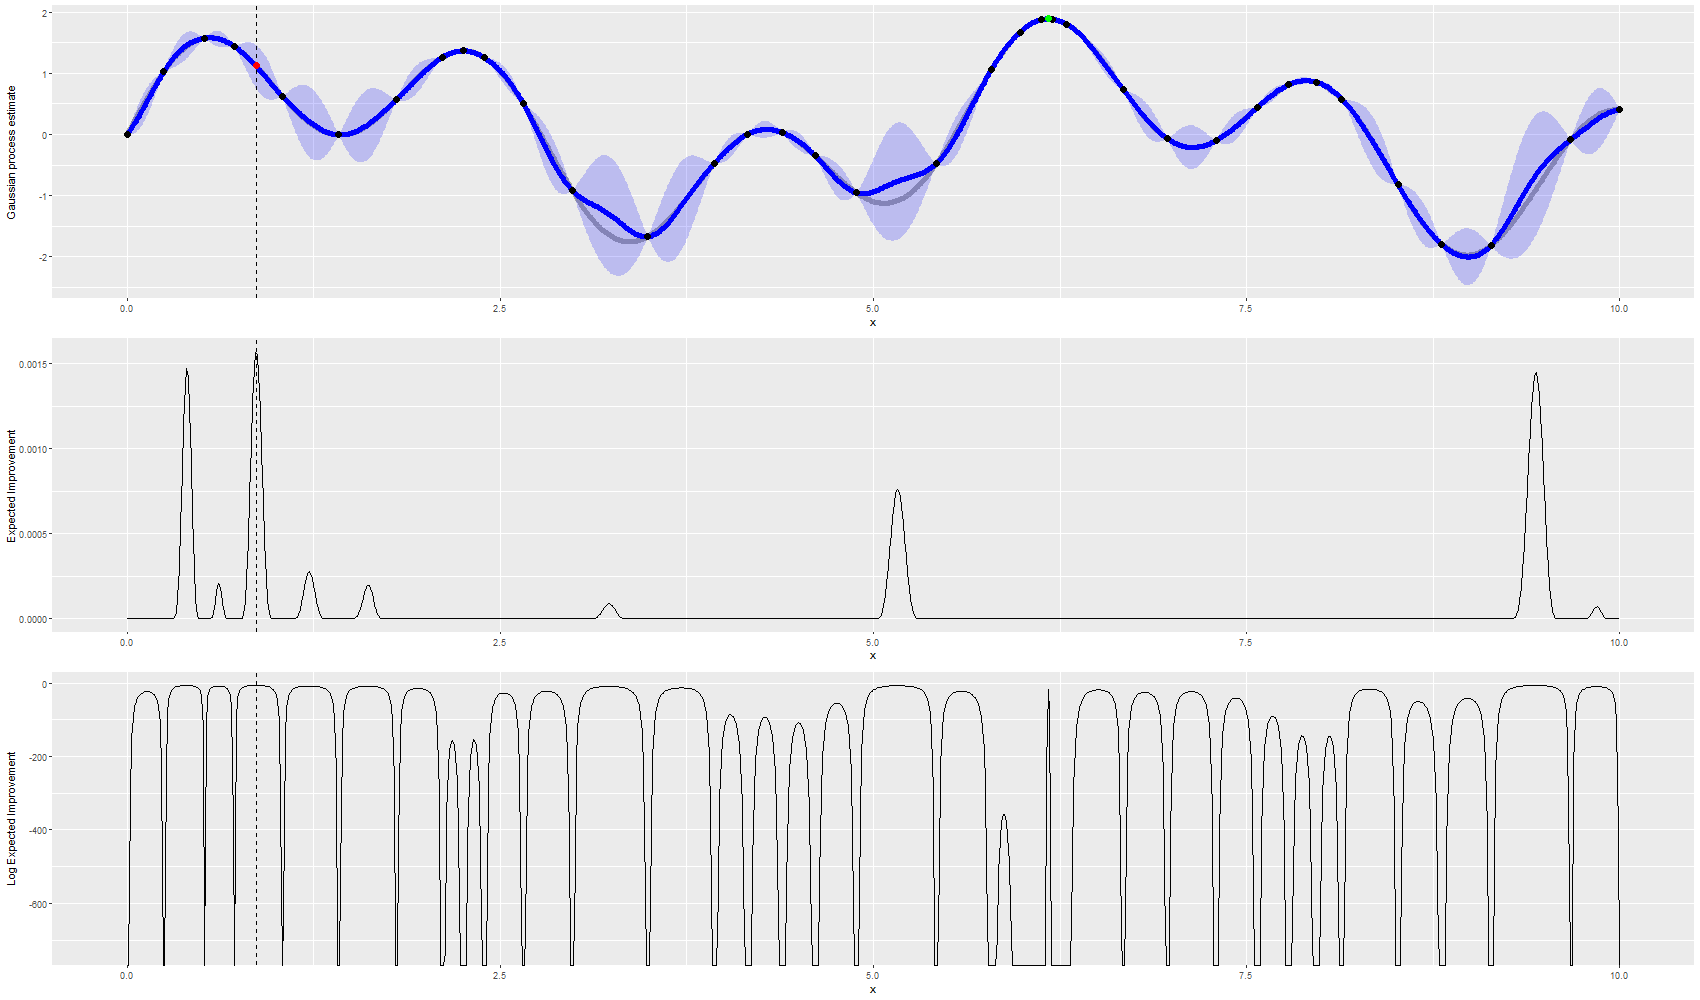 Gaussian process estimate
2
1
0
-1
-2
0.0 2.5 5.0 7.5 10.0
x
Expected Improvement
0.0015
0.0010
0.0005
0.0000
0.0 2.5 5.0 7.5 10.0
x
Log Expected Improvement
0
-200
-400
-600
0.0 2.5 5.0 7.5 10.0
x